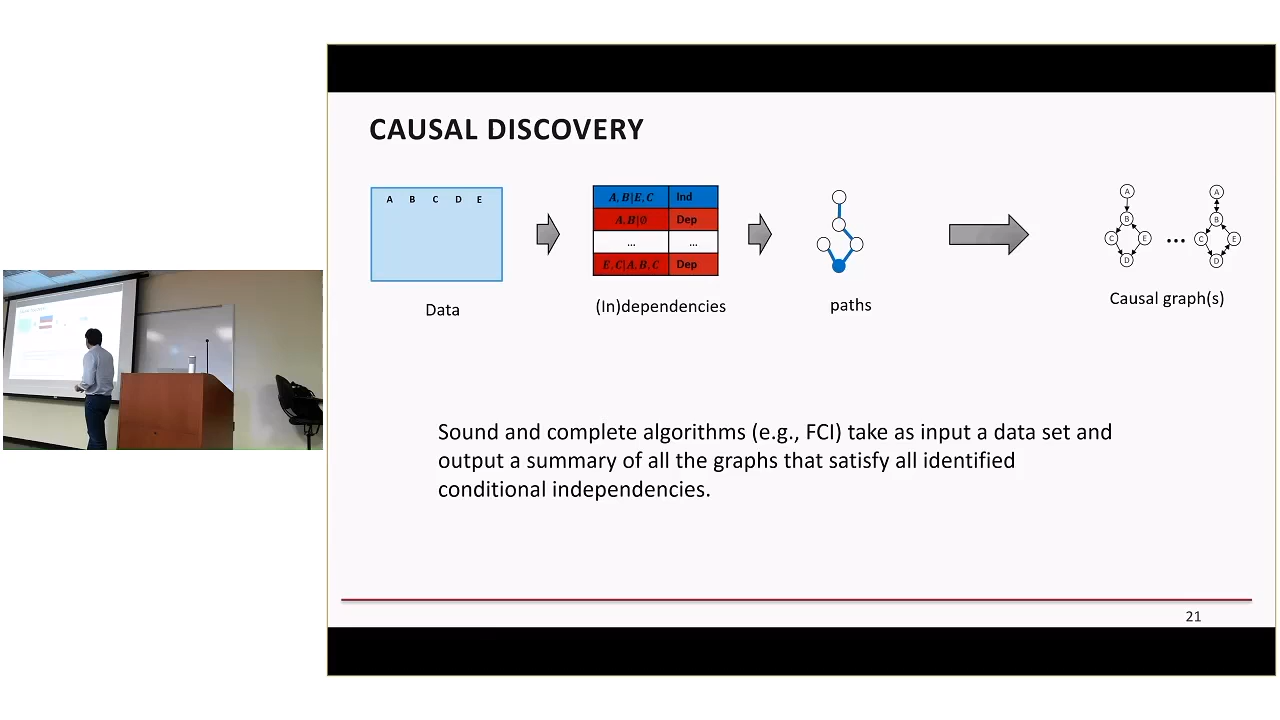 CAUSAL DISCOVERY
A B C D E
A, B|E, C Ind
A, B|∅ Dep
... ...
E, C|A, B, C Dep
Data
(In)dependencies
paths
Causal graph(s)
A
B
C E
D
...
A
B
C E
D
Sound and complete algorithms (e.g., FCI) take as input a data set and
output a summary of all the graphs that satisfy all identified
conditional independencies.
21